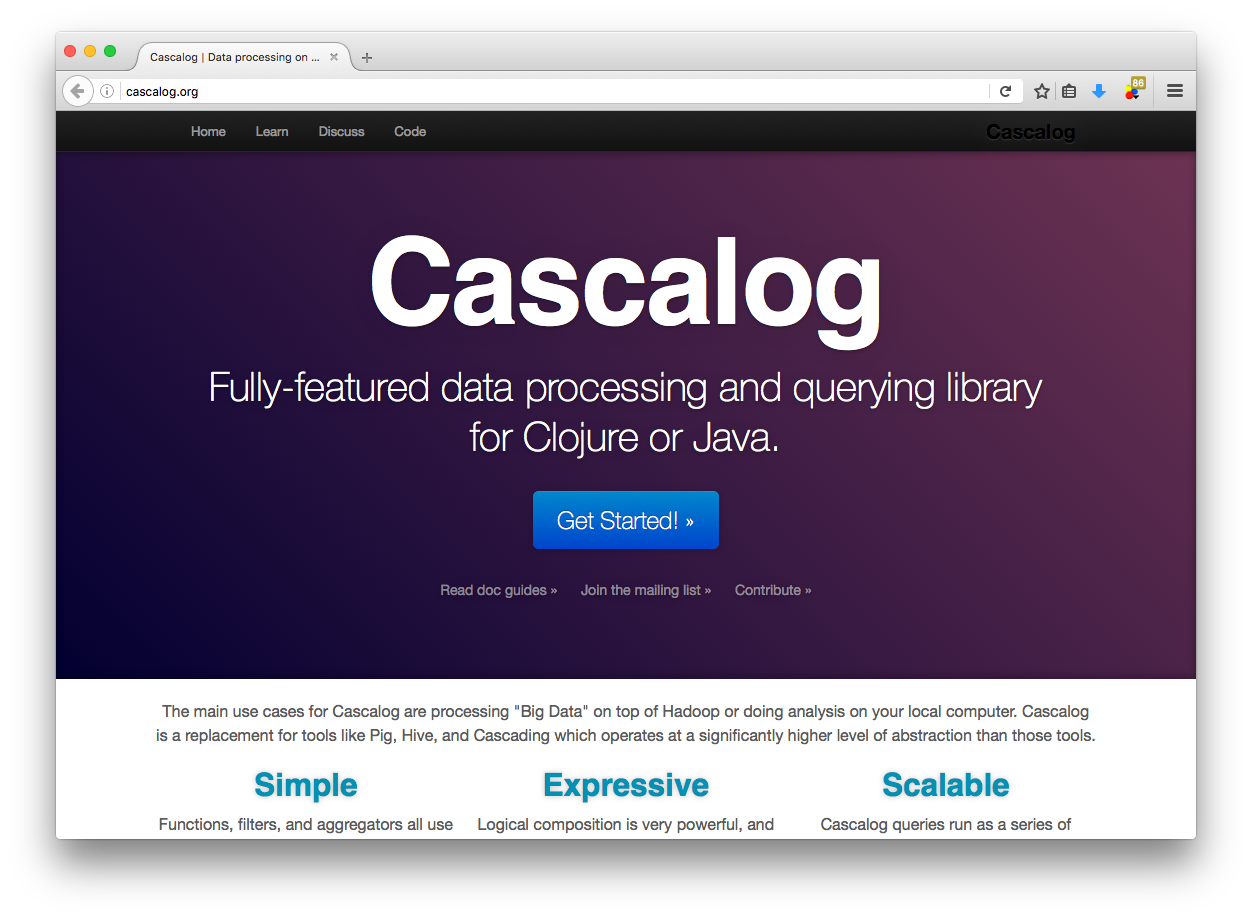 Cascalog | Data processing on ...
cascalog.org
86
Home Learn Discuss Code Cascalog
Cascalog
Fully-featured data processing and querying library
for Clojure or Java.
Get Started! »
Read doc guides » Join the mailing list » Contribute »
The main use cases for Cascalog are processing "Big Data" on top of Hadoop or doing analysis on your local computer. Cascalog
is a replacement for tools like Pig, Hive, and Cascading which operates at a significantly higher level of abstraction than those tools.
Simple Expressive Scalable
Functions, filters, and aggregators all use Logical composition is very powerful, and Cascalog queries run as a series of